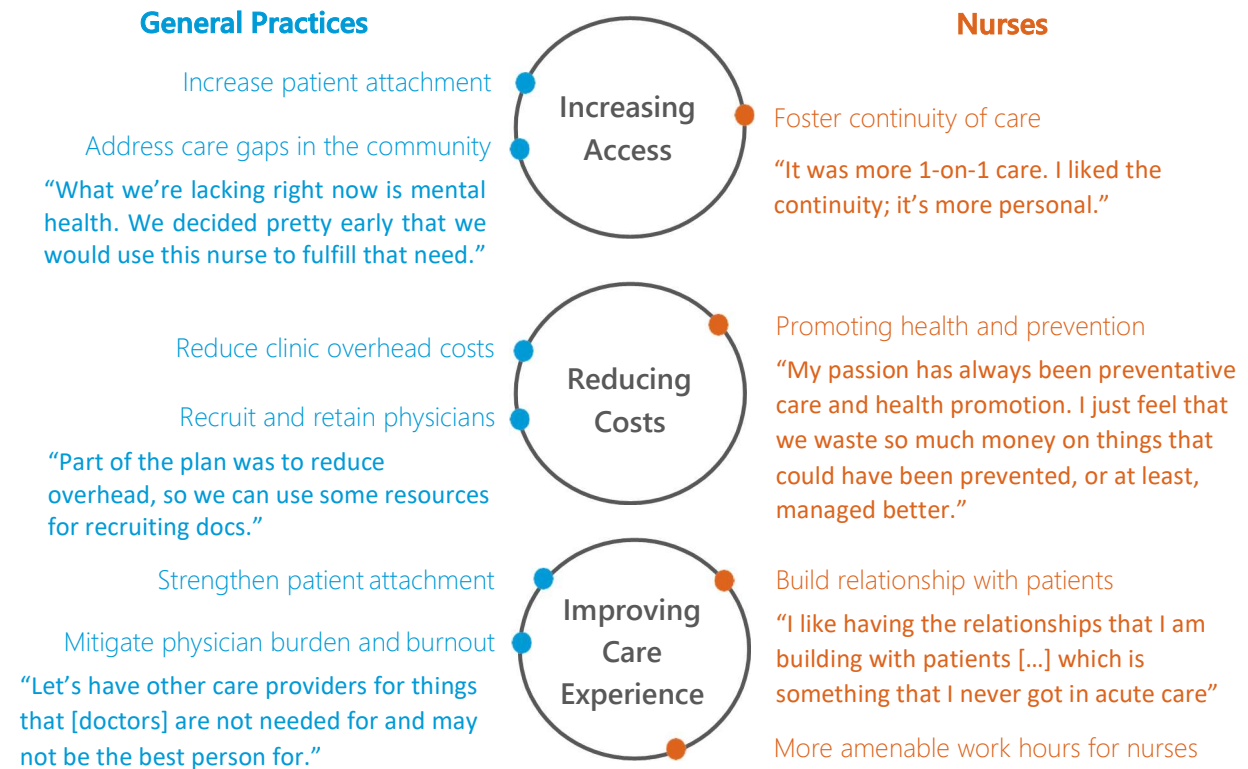 General Practices
Nurses
Increase patient attachment
Address care gaps in the community
“What we’re lacking right now is mental
health. We decided pretty early that we
would use this nurse to fulfill that need.”
Increasing
Access
Foster continuity of care
“It was more 1-on-1 care. I liked the
continuity; it’s more personal.”
Reduce clinic overhead costs
Recruit and retain physicians
“Part of the plan was to reduce
overhead, so we can use some resources
for recruiting docs.”
Reducing
Costs
Promoting health and prevention
“My passion has always been preventative
care and health promotion. I just feel that
we waste so much money on things that
could have been prevented, or at least,
managed better.”
Strengthen patient attachment
Mitigate physician burden and burnout
“Let’s have other care providers for things
that [doctors] are not needed for and may
not be the best person for.”
Improving
Care
Experience
Build relationship with patients
“I like having the relationships that I am
building with patients […] which is
something that I never got in acute care”
More amenable work hours for nurses